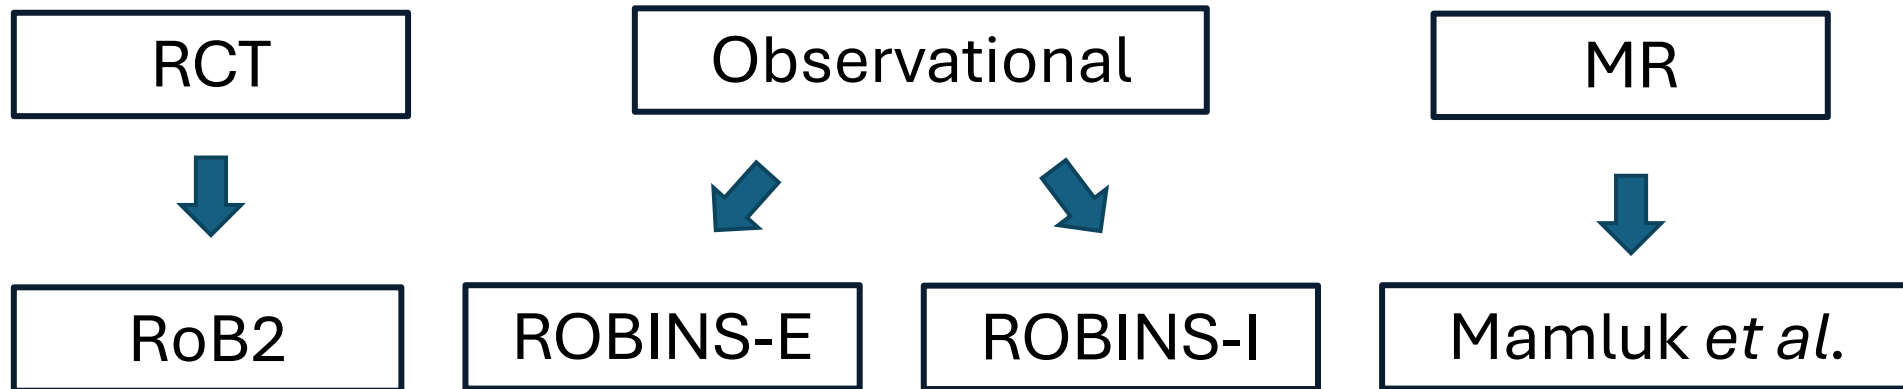 RCT
Observational
MR
RoB2
ROBINS-E
ROBINS-I
Mamluk et al.